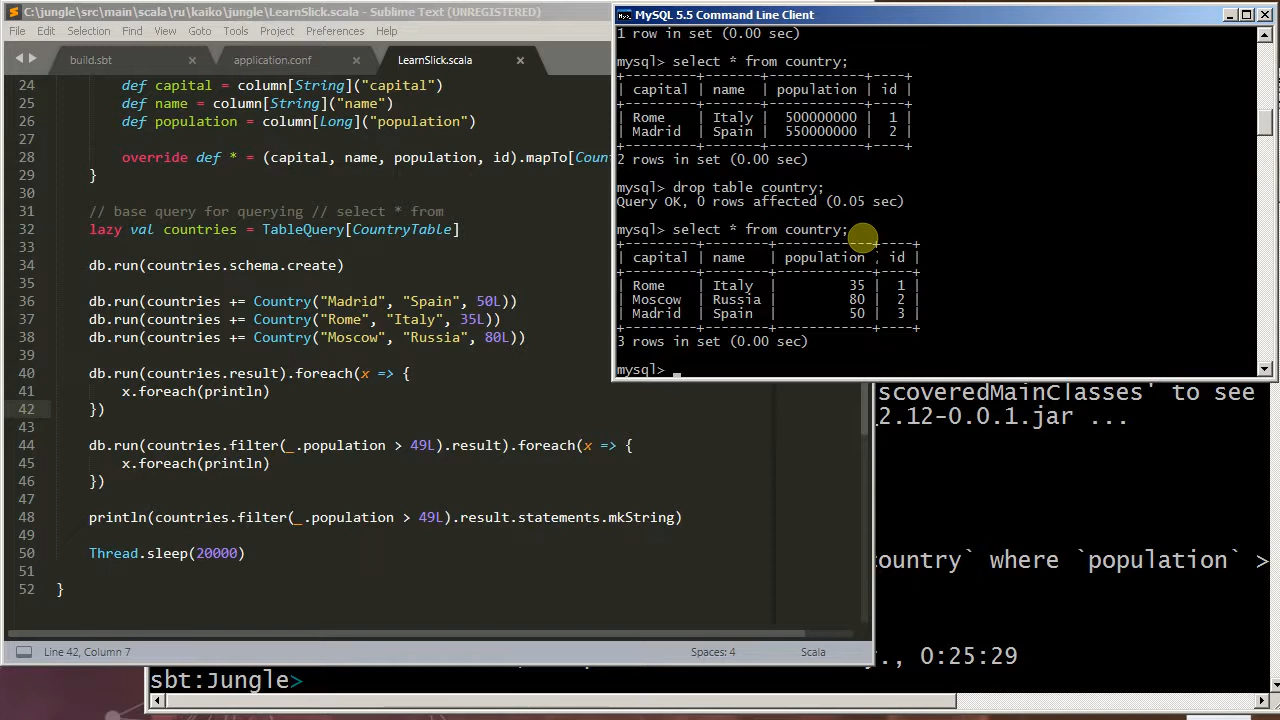 C:\jungle\src\main\scala\ru\kaiko\jungle\LearnSlick.scala - Sublime Text (UNREGISTERED)
File Edit Selection Find View Goto Tools Project Preferences Help
build.sbt × application.conf × LearnSlick.scala ×
24 def capital = column[String]("capital")
25 def name = column[String]("name")
26 def population = column[Long]("population")
27
28 override def * = (capital, name, population, id).mapTo[Coun
29 }
30
31 // base query for querying // select * from
32 lazy val countries = TableQuery[CountryTable]
33
34 db.run(countries.schema.create)
35
36 db.run(countries += Country("Madrid", "Spain", 50L))
37 db.run(countries += Country("Rome", "Italy", 35L))
38 db.run(countries += Country("Moscow", "Russia", 80L))
39
40 db.run(countries.result).foreach(x => {
41 x.foreach(println)
42 })
43
44 db.run(countries.filter(_.population > 49L).result).foreach(x => {
45 x.foreach(println)
46 })
47
48 println(countries.filter(_.population > 49L).result.statements.mkString)
49
50 Thread.sleep(20000)
51
52 }
Line 42, Column 7 Spaces: 4 Scala
MySQL 5.5 Command Line Client
1 row in set (0.00 sec)
mysql> select * from country;
+---------+-------+------------+----+
| capital | name | population | id |
+---------+-------+------------+----+
| Rome | Italy | 500000000 | 1 |
| Madrid | Spain | 550000000 | 2 |
+---------+-------+------------+----+
2 rows in set (0.00 sec)
mysql> drop table country;
Query OK, 0 rows affected (0.05 sec)
mysql> select * from country;
+---------+--------+------------+----+
| capital | name | population | id |
+---------+--------+------------+----+
| Rome | Italy | 35 | 1 |
| Moscow | Russia | 80 | 2 |
| Madrid | Spain | 50 | 3 |
+---------+--------+------------+----+
3 rows in set (0.00 sec)
mysql> _
scoveredMainClasses' to see
_2.12-0.0.1.jar ...
country` where `population` >
., 0:25:29
sbt:Jungle>